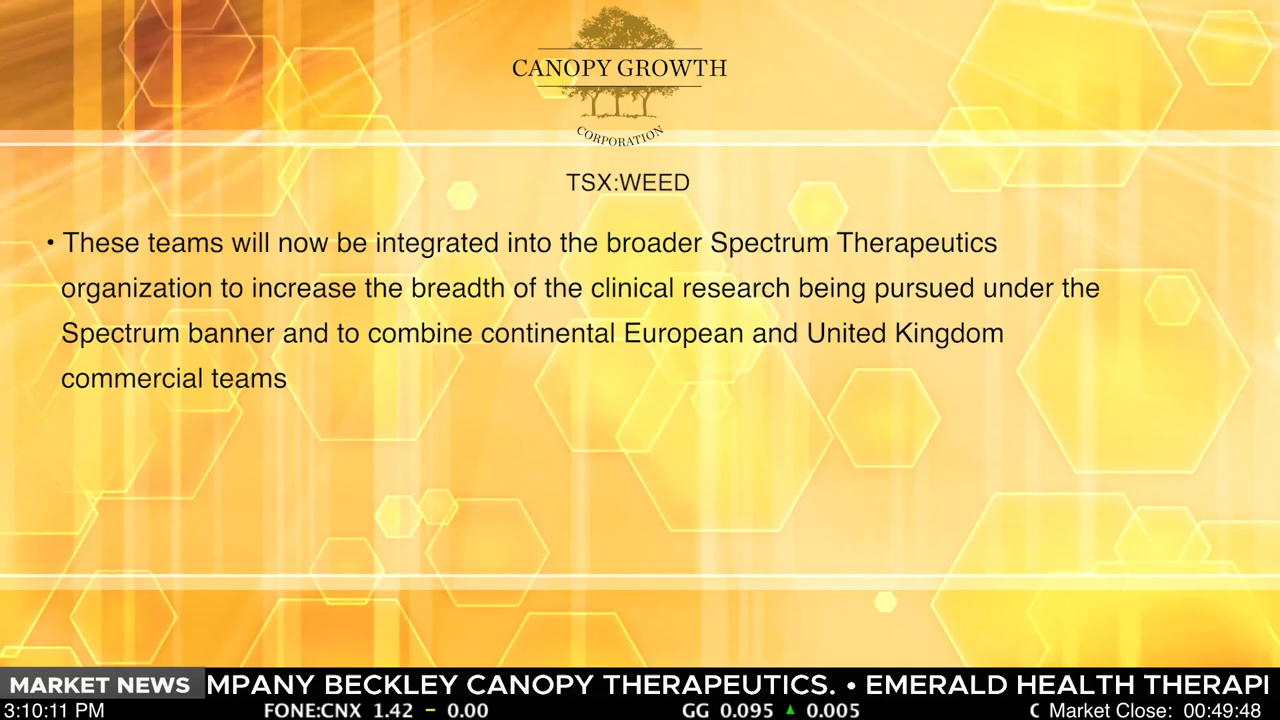 CANOPY GROWTH
CORPORATION
TSX:WEED
• These teams will now be integrated into the broader Spectrum Therapeutics
organization to increase the breadth of the clinical research being pursued under the
Spectrum banner and to combine continental European and United Kingdom
commercial teams
MARKET NEWS MPANY BECKLEY CANOPY THERAPEUTICS. • EMERALD HEALTH THERAPI
3:10:11 PM FONE:CNX 1.42 – 0.00 GG 0.095 ▲ 0.005 C Market Close: 00:49:48